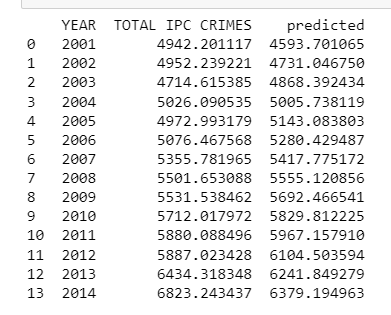 YEAR TOTAL IPC CRIMES predicted
0 2001 4942.201117 4593.701065
1 2002 4952.239221 4731.046750
2 2003 4714.615385 4868.392434
3 2004 5026.090535 5005.738119
4 2005 4972.993179 5143.083803
5 2006 5076.467568 5280.429487
6 2007 5355.781965 5417.775172
7 2008 5501.653088 5555.120856
8 2009 5531.538462 5692.466541
9 2010 5712.017972 5829.812225
10 2011 5880.088496 5967.157910
11 2012 5887.023428 6104.503594
12 2013 6434.318348 6241.849279
13 2014 6823.243437 6379.194963